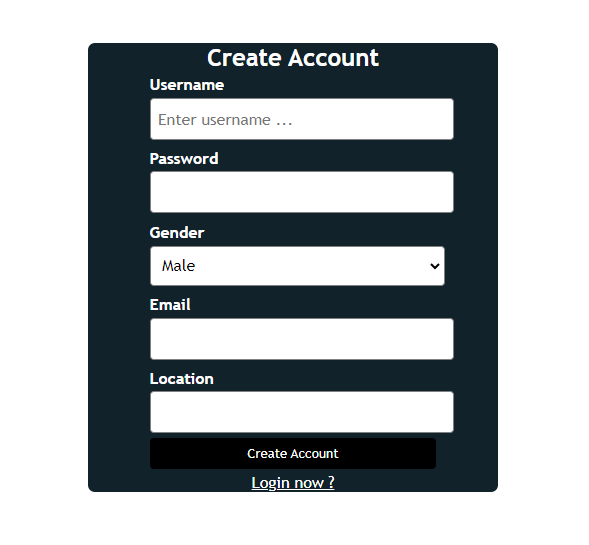 Create Account
Username
Enter username ...
Password
Gender
Male
Email
Location
Create Account
Login now ?